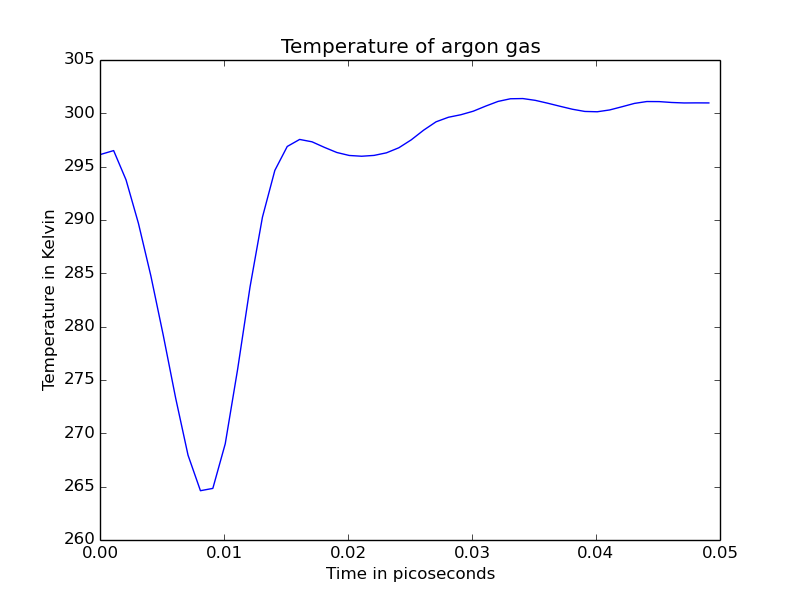 Temperature of argon gas
305
300
295
290
285
280
275
270
265
260
Temperature in Kelvin
0.00 0.01 0.02 0.03 0.04 0.05
Time in picoseconds